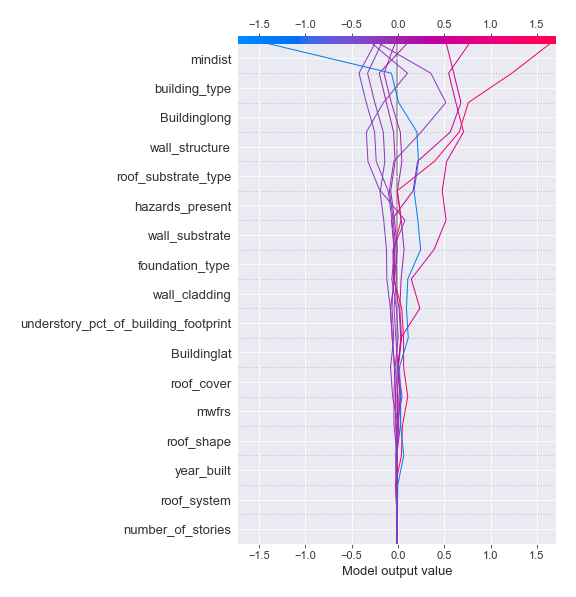 −1.5 −1.0 −0.5 0.0 0.5 1.0 1.5
mindist
building_type
Buildinglong
wall_structure
roof_substrate_type
hazards_present
wall_substrate
foundation_type
wall_cladding
understory_pct_of_building_footprint
Buildinglat
roof_cover
mwfrs
roof_shape
year_built
roof_system
number_of_stories
−1.5 −1.0 −0.5 0.0 0.5 1.0 1.5
Model output value